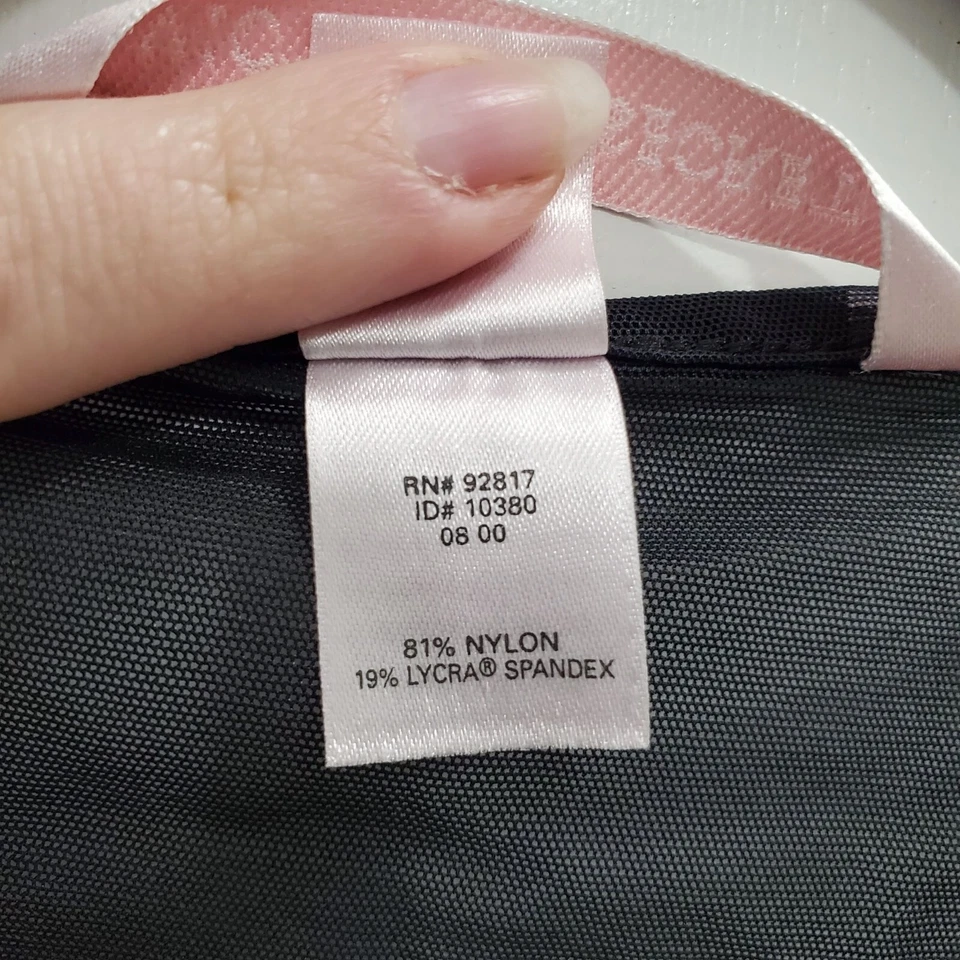 RN# 92817
ID# 10380
08 00
81% NYLON
19% LYCRA® SPANDEX